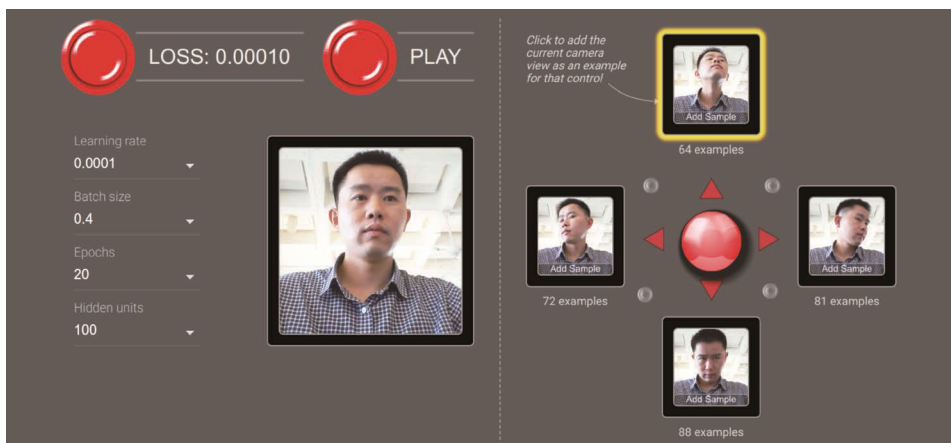 LOSS: 0.00010
PLAY
Learning rate
0.0001
Batch size
0.4
Epochs
20
Hidden units
100
Click to add the
current camera
view as an example
for that control
Add Sample
64 examples
Add Sample
72 examples
Add Sample
81 examples
Add Sample
88 examples